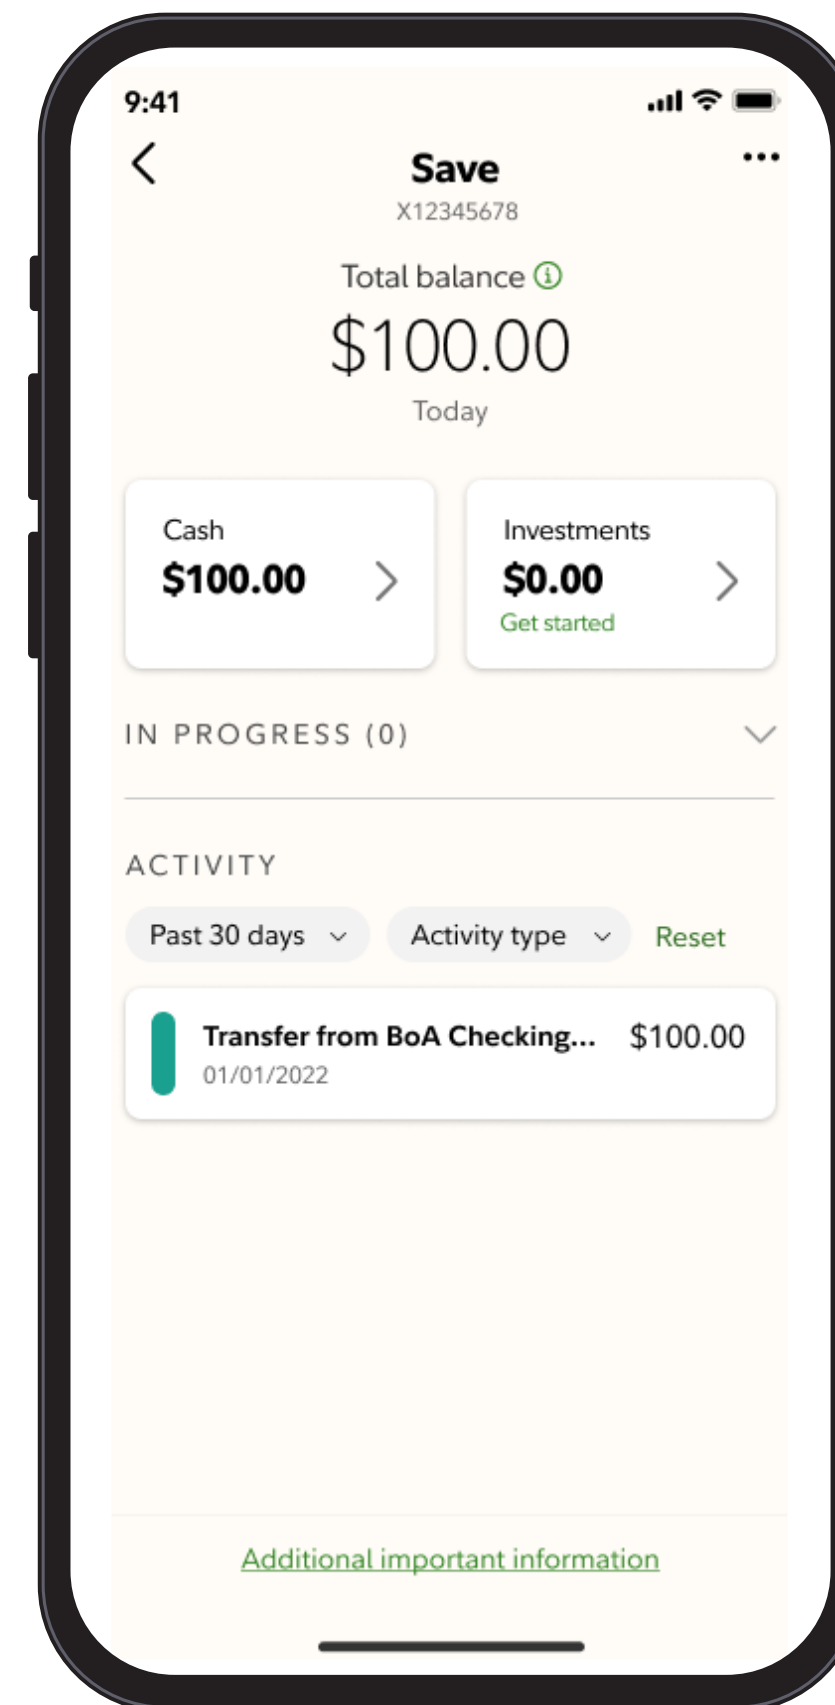 9:41
Save
X12345678
Total balance
$100.00
Today
Cash
$100.00
Investments
$0.00
Get started
IN PROGRESS (0)
ACTIVITY
Past 30 days
Activity type
Reset
Transfer from BoA Checking... $100.00
01/01/2022
Additional important information